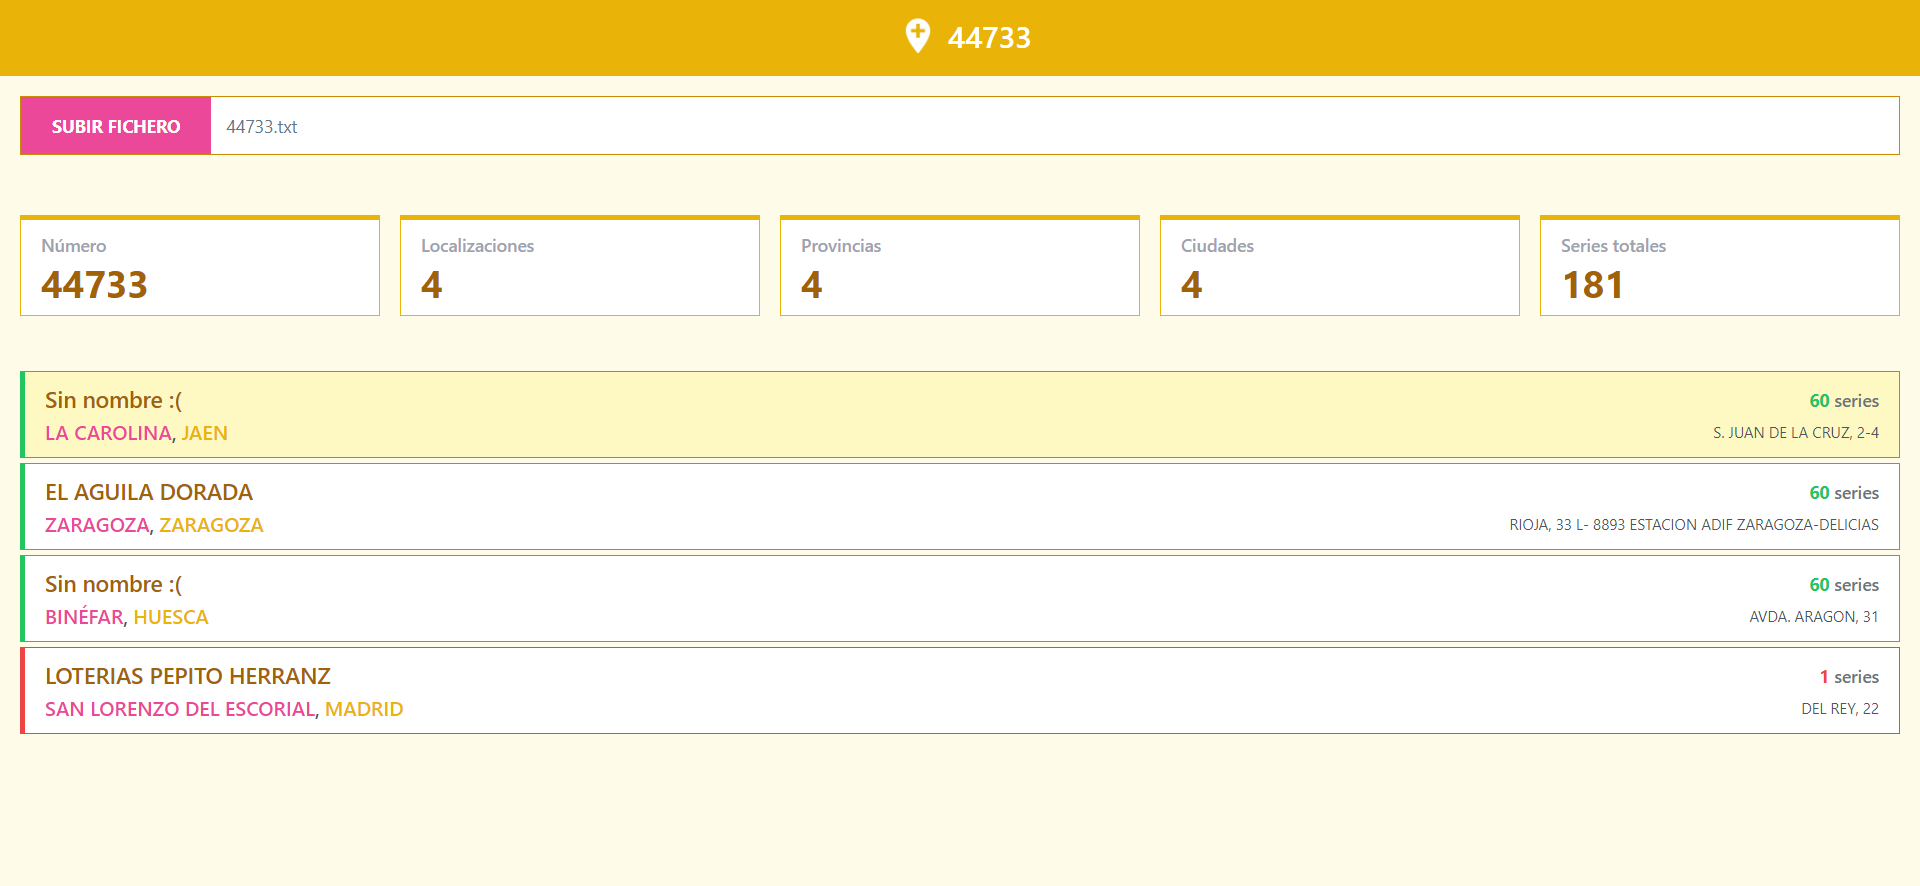 44733
SUBIR FICHERO 44733.txt
Número
44733
Localizaciones
4
Provincias
4
Ciudades
4
Series totales
181
Sin nombre :(
60 series
LA CAROLINA, JAEN
S. JUAN DE LA CRUZ, 2-4
EL AGUILA DORADA
60 series
ZARAGOZA, ZARAGOZA
RIOJA, 33 L- 8893 ESTACION ADIF ZARAGOZA-DELICIAS
Sin nombre :(
60 series
BINÉFAR, HUESCA
AVDA. ARAGON, 31
LOTERIAS PEPITO HERRANZ
1 series
SAN LORENZO DEL ESCORIAL, MADRID
DEL REY, 22